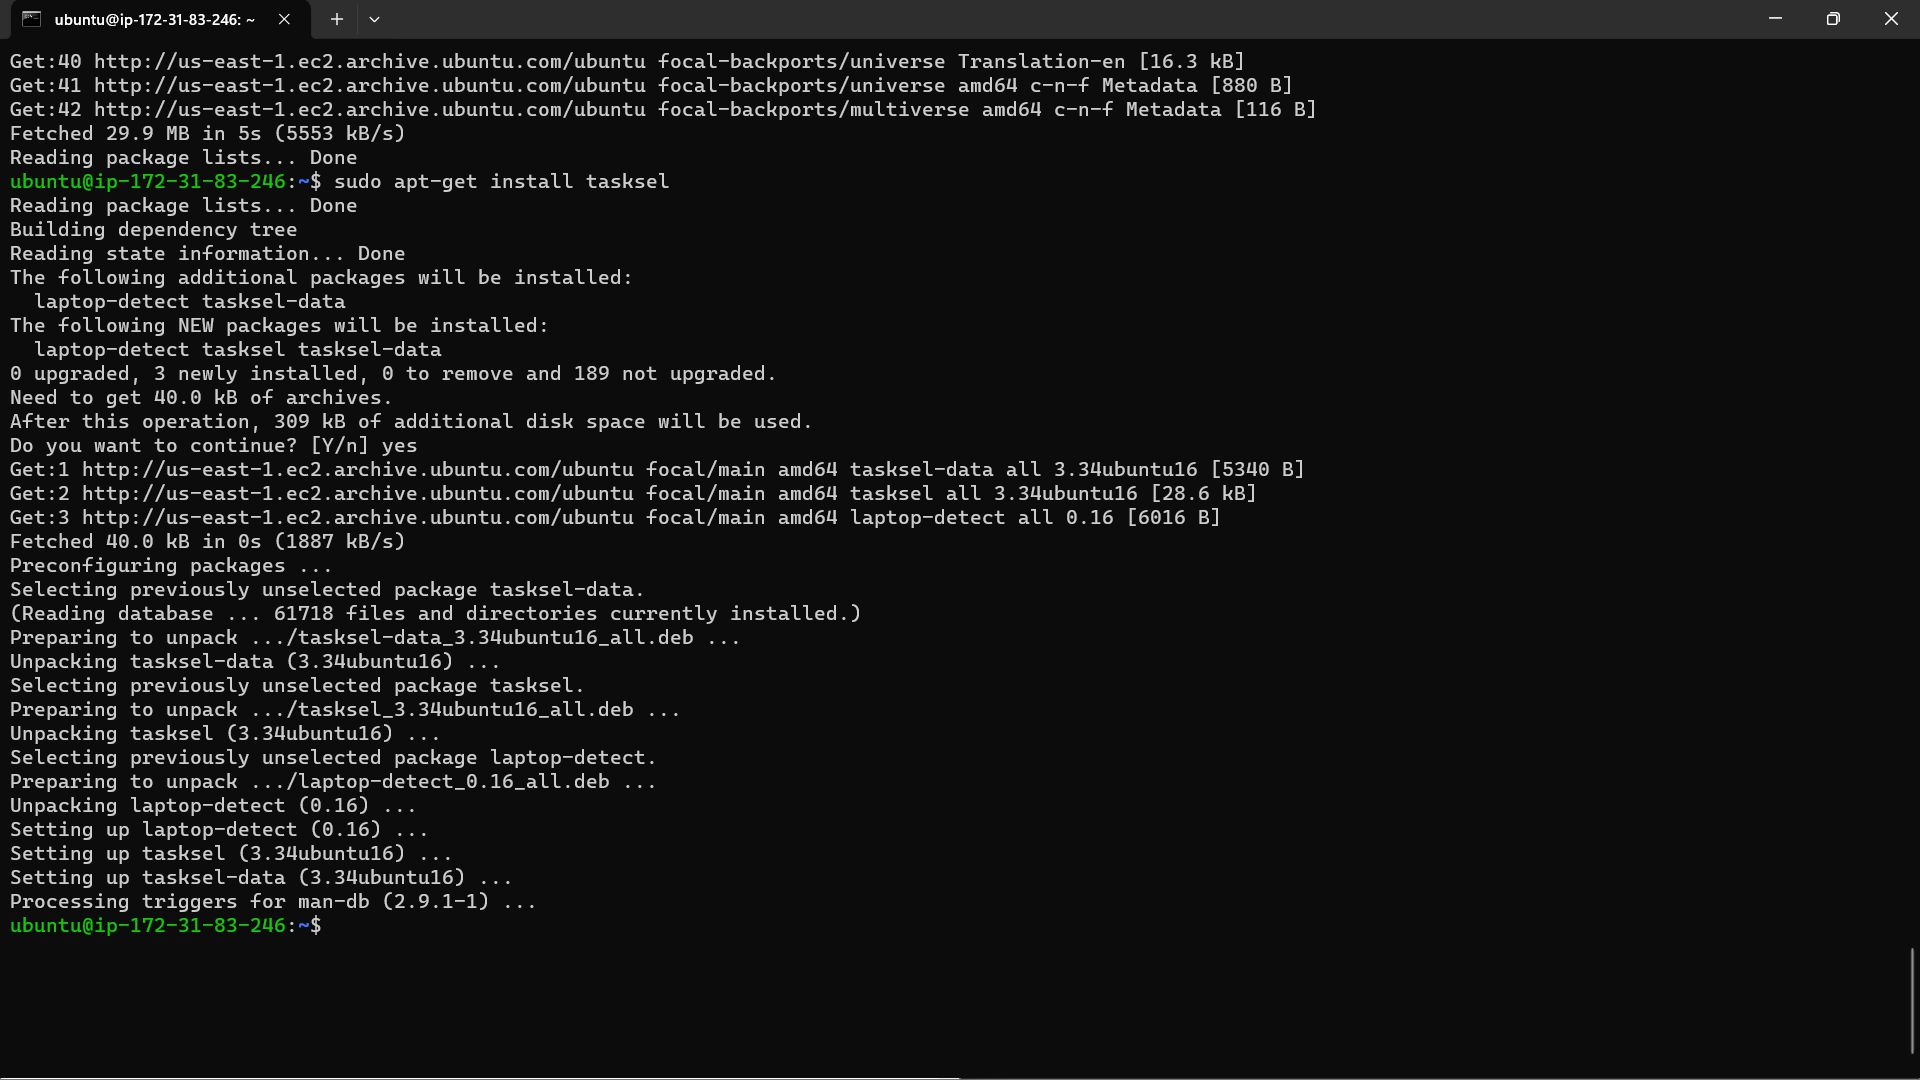 ubuntu@ip-172-31-83-246: ~
Get:40 http://us-east-1.ec2.archive.ubuntu.com/ubuntu focal-backports/universe Translation-en [16.3 kB]
Get:41 http://us-east-1.ec2.archive.ubuntu.com/ubuntu focal-backports/universe amd64 c-n-f Metadata [880 B]
Get:42 http://us-east-1.ec2.archive.ubuntu.com/ubuntu focal-backports/multiverse amd64 c-n-f Metadata [116 B]
Fetched 29.9 MB in 5s (5553 kB/s)
Reading package lists... Done
ubuntu@ip-172-31-83-246:~$ sudo apt-get install tasksel
Reading package lists... Done
Building dependency tree
Reading state information... Done
The following additional packages will be installed:
  laptop-detect tasksel-data
The following NEW packages will be installed:
  laptop-detect tasksel tasksel-data
0 upgraded, 3 newly installed, 0 to remove and 189 not upgraded.
Need to get 40.0 kB of archives.
After this operation, 309 kB of additional disk space will be used.
Do you want to continue? [Y/n] yes
Get:1 http://us-east-1.ec2.archive.ubuntu.com/ubuntu focal/main amd64 tasksel-data all 3.34ubuntu16 [5340 B]
Get:2 http://us-east-1.ec2.archive.ubuntu.com/ubuntu focal/main amd64 tasksel all 3.34ubuntu16 [28.6 kB]
Get:3 http://us-east-1.ec2.archive.ubuntu.com/ubuntu focal/main amd64 laptop-detect all 0.16 [6016 B]
Fetched 40.0 kB in 0s (1887 kB/s)
Preconfiguring packages ...
Selecting previously unselected package tasksel-data.
(Reading database ... 61718 files and directories currently installed.)
Preparing to unpack .../tasksel-data_3.34ubuntu16_all.deb ...
Unpacking tasksel-data (3.34ubuntu16) ...
Selecting previously unselected package tasksel.
Preparing to unpack .../tasksel_3.34ubuntu16_all.deb ...
Unpacking tasksel (3.34ubuntu16) ...
Selecting previously unselected package laptop-detect.
Preparing to unpack .../laptop-detect_0.16_all.deb ...
Unpacking laptop-detect (0.16) ...
Setting up laptop-detect (0.16) ...
Setting up tasksel (3.34ubuntu16) ...
Setting up tasksel-data (3.34ubuntu16) ...
Processing triggers for man-db (2.9.1-1) ...
ubuntu@ip-172-31-83-246:~$